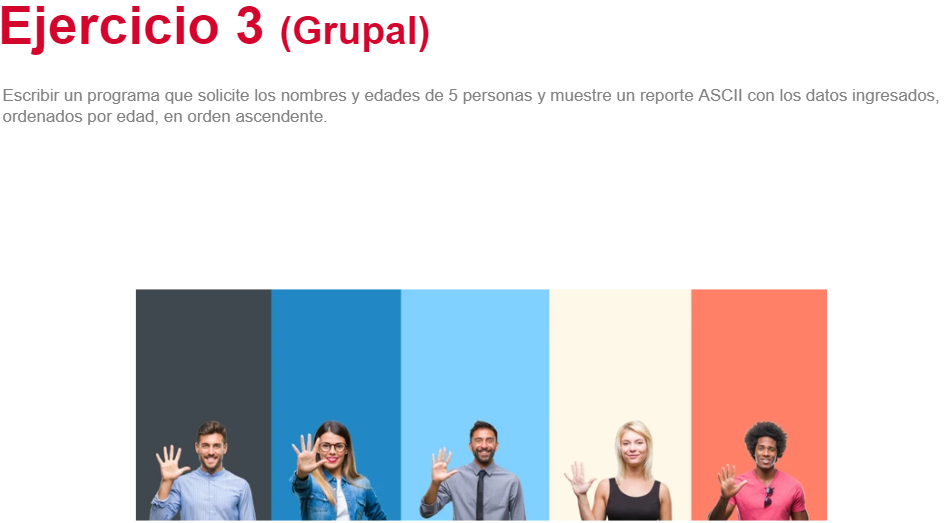 Ejercicio 3 (Grupal)
Escribir un programa que solicite los nombres y edades de 5 personas y muestre un reporte ASCII con los datos ingresados,
ordenados por edad, en orden ascendente.